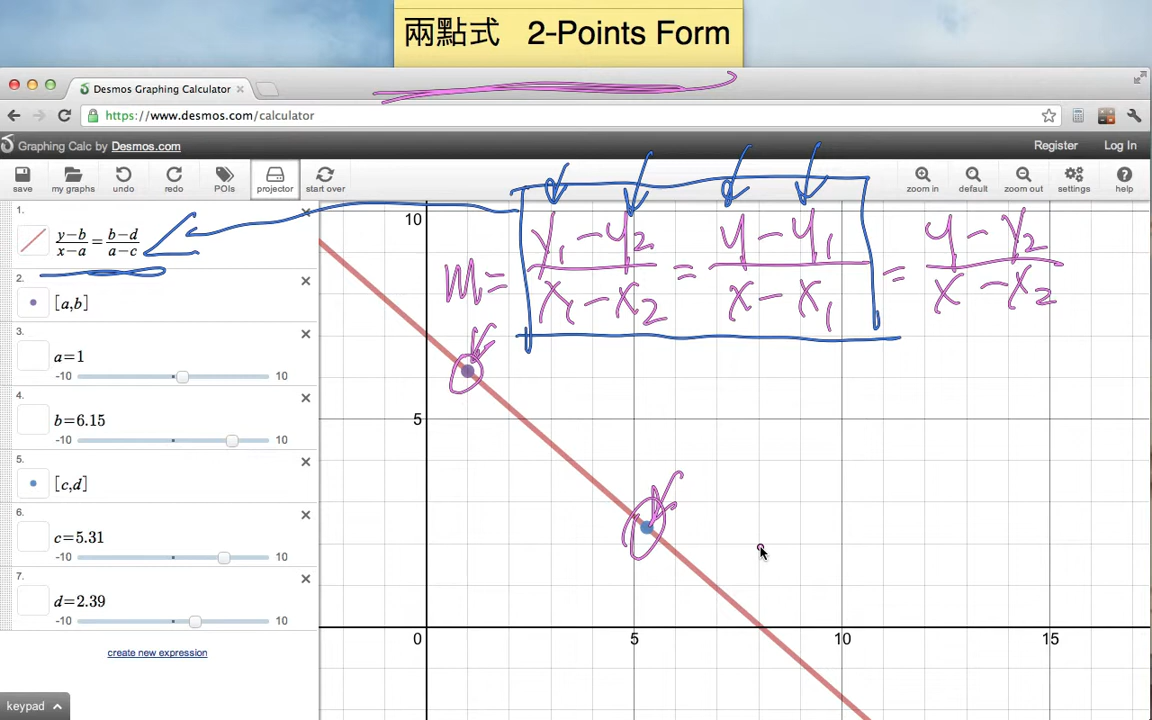 兩點式 2-Points Form
Desmos Graphing Calculator
https://www.desmos.com/calculator
Graphing Calc by Desmos.com
Register Log In
save my graphs undo redo POIs projector start over zoom in default zoom out settings help
1.
(y−b)/(x−a) = (b−d)/(a−c)
2.
[a,b]
3.
a=1
-10 10
4.
b=6.15
-10 10
5.
[c,d]
6.
c=5.31
-10 10
7.
d=2.39
-10 10
create new expression
keypad
m = (y₁ − y₂)/(x₁ − x₂) = (y − y₁)/(x − x₁) = (y − y₂)/(x − x₂)
10
5
0 5 10 15